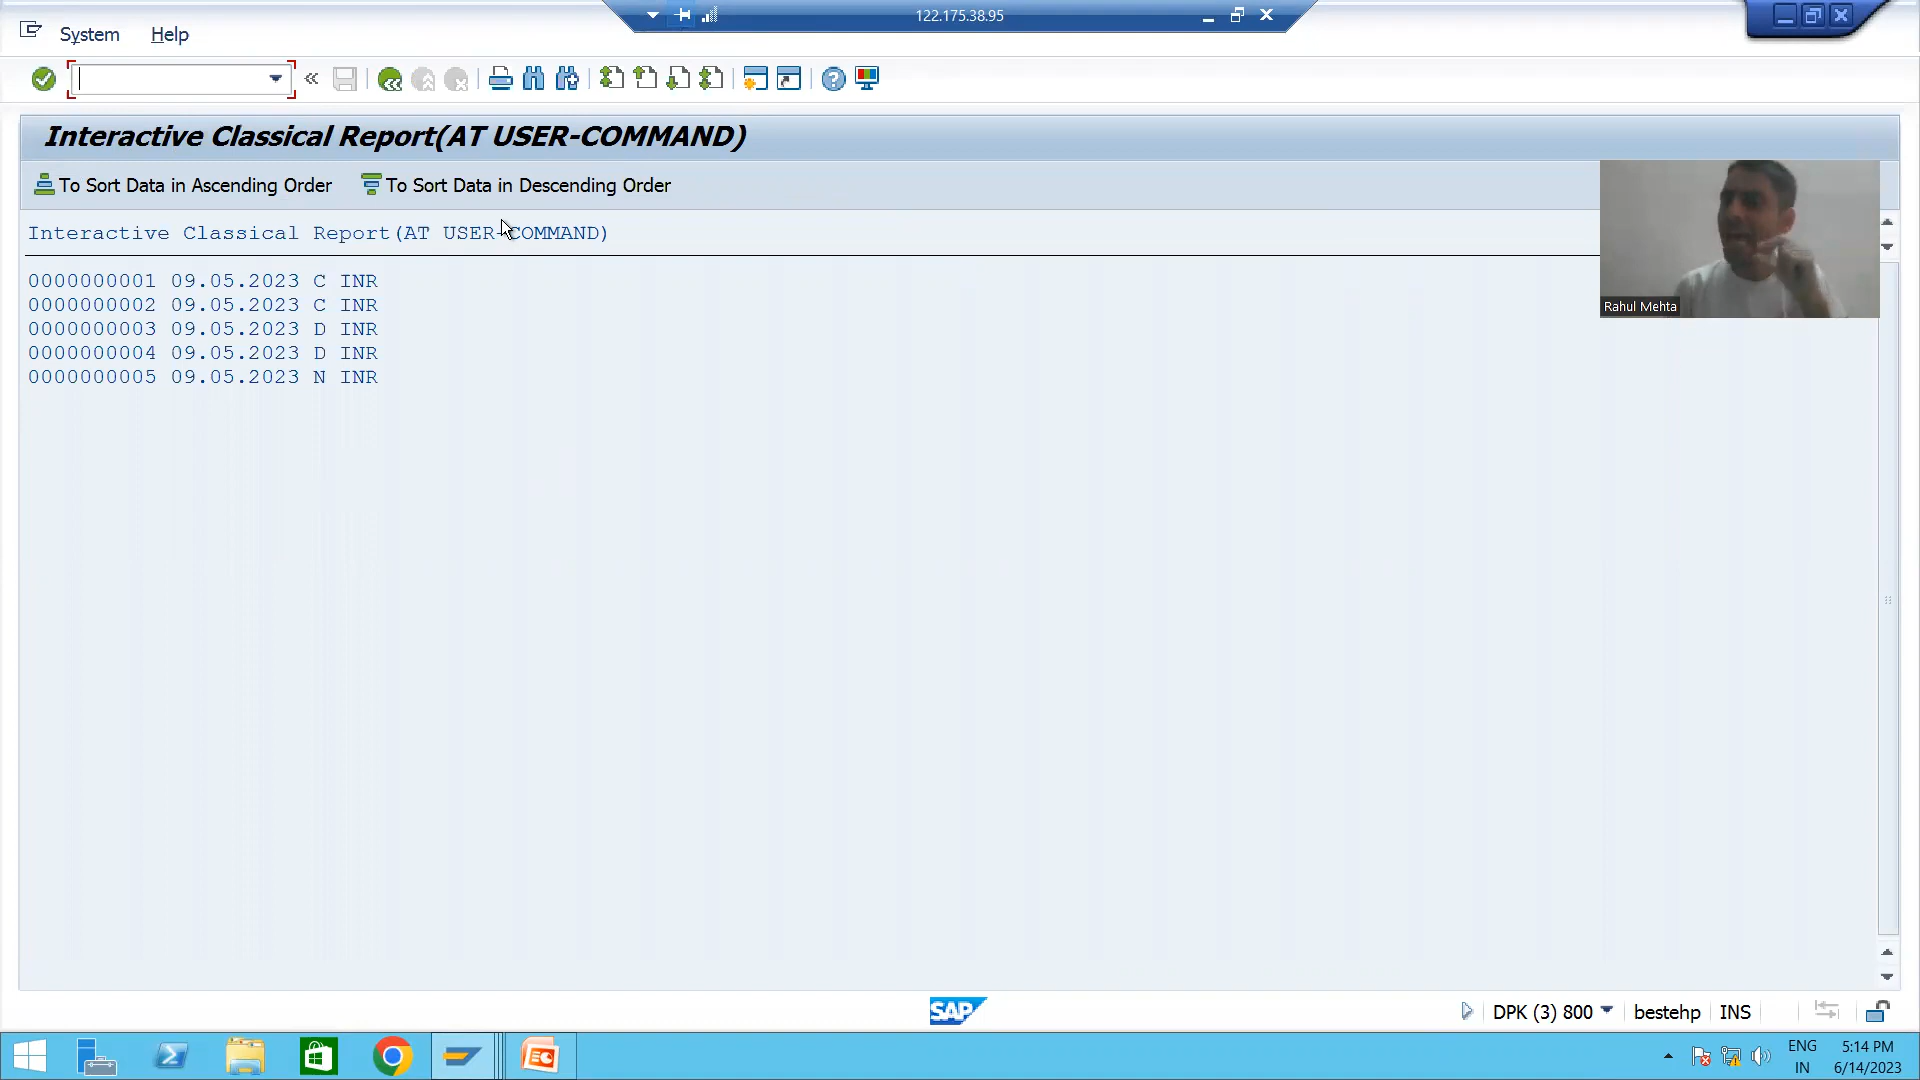 122.175.38.95
System Help
Interactive Classical Report(AT USER-COMMAND)
To Sort Data in Ascending Order To Sort Data in Descending Order
Interactive Classical Report(AT USER-COMMAND)
0000000001 09.05.2023 C INR
0000000002 09.05.2023 C INR
0000000003 09.05.2023 D INR
0000000004 09.05.2023 D INR
0000000005 09.05.2023 N INR
Rahul Mehta
SAP
DPK (3) 800 bestehp INS
ENG 5:14 PM
IN 6/14/2023